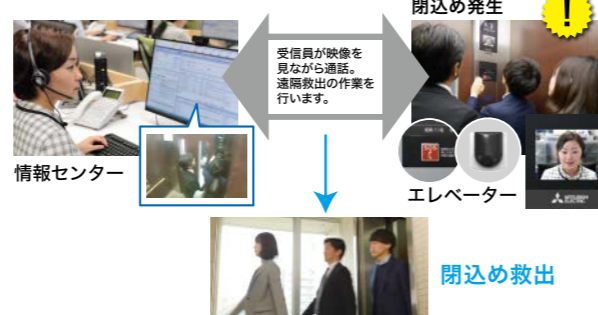 閉込め発生
!
受信員が映像を
見ながら通話。
遠隔救出の作業を
行います。
情報センター
エレベーター
MITSUBISHI
ELECTRIC
閉込め救出